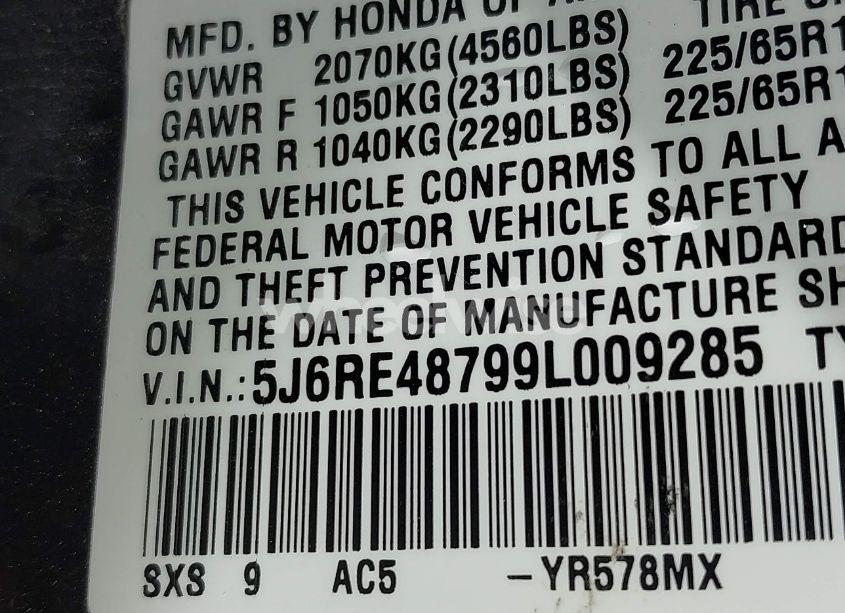 MFD. BY HONDA OF
TIRE
GVWR 2070KG(4560LBS)
GAWR F 1050KG(2310LBS) 225/65R1
GAWR R 1040KG(2290LBS) 225/65R1
THIS VEHICLE CONFORMS TO ALL A
FEDERAL MOTOR VEHICLE SAFETY
AND THEFT PREVENTION STANDARD
ON THE DATE OF MANUFACTURE SH
V.I.N.:5J6RE48799L009285 TY
SXS 9 AC5 -YR578MX